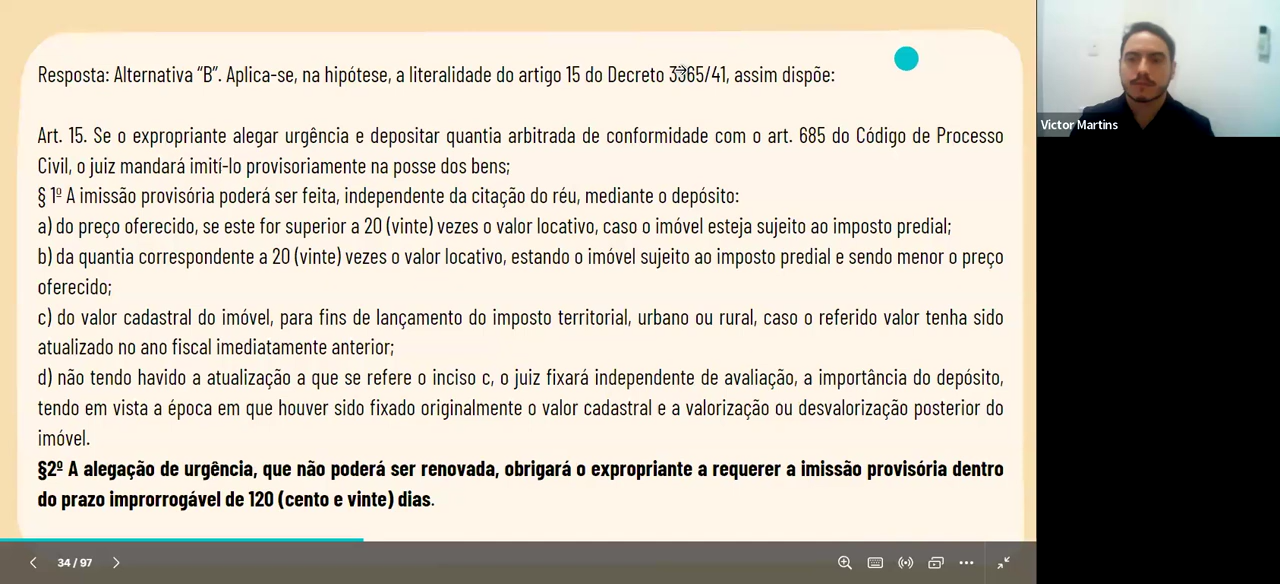 Resposta: Alternativa “B”. Aplica-se, na hipótese, a literalidade do artigo 15 do Decreto 3365/41, assim dispõe:
Art. 15. Se o expropriante alegar urgência e depositar quantia arbitrada de conformidade com o art. 685 do Código de Processo
Civil, o juiz mandará imití-lo provisoriamente na posse dos bens;
§ 1º A imissão provisória poderá ser feita, independente da citação do réu, mediante o depósito:
a) do preço oferecido, se este for superior a 20 (vinte) vezes o valor locativo, caso o imóvel esteja sujeito ao imposto predial;
b) da quantia correspondente a 20 (vinte) vezes o valor locativo, estando o imóvel sujeito ao imposto predial e sendo menor o preço
oferecido;
c) do valor cadastral do imóvel, para fins de lançamento do imposto territorial, urbano ou rural, caso o referido valor tenha sido
atualizado no ano fiscal imediatamente anterior;
d) não tendo havido a atualização a que se refere o inciso c, o juiz fixará independente de avaliação, a importância do depósito,
tendo em vista a época em que houver sido fixado originalmente o valor cadastral e a valorização ou desvalorização posterior do
imóvel.
§2º A alegação de urgência, que não poderá ser renovada, obrigará o expropriante a requerer a imissão provisória dentro
do prazo improrrogável de 120 (cento e vinte) dias.
Victor Martins
34 / 97